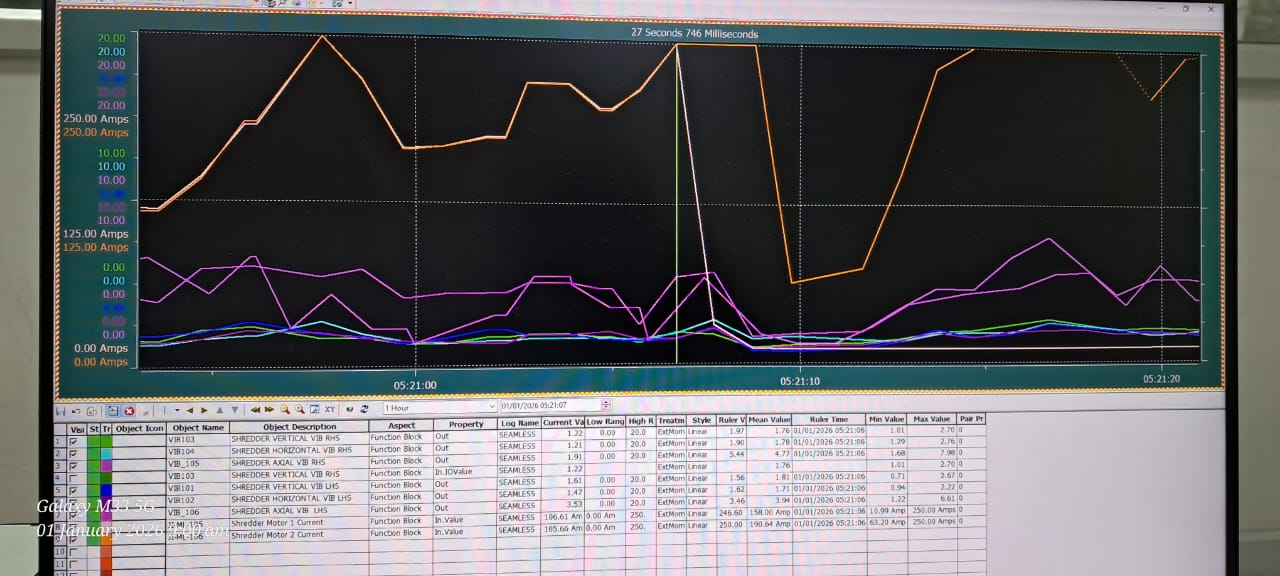 27 Seconds 746 Milliseconds
20.00
20.00
20.00
20.00
250.00 Amps
250.00 Amps
10.00
10.00
10.00
10.00
10.00
125.00 Amps
125.00 Amps
0.00
0.00
0.00
0.00
0.00
0.00 Amps
0.00 Amps
05:21:00 05:21:10 05:21:20
XY 1 Hour 01/01/2026 05:21:07
Visi St Tr Object Icon Object Name Object Description Aspect Property Log Name Current Va Low Rang High R Treatm Style Ruler V Mean Value Ruler Time Min Value Max Value Pair Pr
1 VIB103 SHREDDER VERTICAL VIB RHS Function Block Out SEAMLESS 1.22 0.00 20.0 ExtMom Linear 1.97 1.76 01/01/2026 05:21:06 1.01 2.70 0
2 VIB104 SHREDDER HORIZONTAL VIB RHS Function Block Out SEAMLESS 1.21 0.00 20.0 ExtMom Linear 1.90 1.78 01/01/2026 05:21:06 1.29 2.76 0
3 VIB_105 SHREDDER AXIAL VIB RHS Function Block Out SEAMLESS 1.91 0.00 20.0 ExtMom Linear 5.44 4.77 01/01/2026 05:21:06 1.68 7.98 0
4 VIB103 SHREDDER VERTICAL VIB RHS Function Block In.IOValue SEAMLESS 1.22 ExtMom Linear 1.76 1.01 2.70 0
5 VIB101 SHREDDER VERTICAL VIB LHS Function Block Out SEAMLESS 1.61 0.00 20.0 ExtMom Linear 1.56 1.81 01/01/2026 05:21:06 0.71 2.67 0
VIB102 SHREDDER HORIZONTAL VIB LHS Function Block Out SEAMLESS 1.47 0.00 20.0 ExtMom Linear 1.62 1.71 01/01/2026 05:21:06 0.94 2.22 0
VIB_106 SHREDDER AXIAL VIB LHS Function Block Out SEAMLESS 3.53 0.00 20.0 ExtMom Linear 3.46 3.94 01/01/2026 05:21:06 1.22 6.61 0
Shredder Motor 1 Current Function Block In.Value SEAMLESS 106.61 Am 0.00 Am 250. ExtMom Linear 246.60 158.00 Amp 01/01/2026 05:21:06 10.99 Amp 250.00 Amps 0
Shredder Motor 2 Current Function Block In.Value SEAMLESS 105.66 Am 0.00 Am 250. ExtMom Linear 250.00 190.64 Amp 01/01/2026 05:21:06 63.20 Amp 250.00 Amps 0
10
11
Galaxy M33 5G
01 January 2026